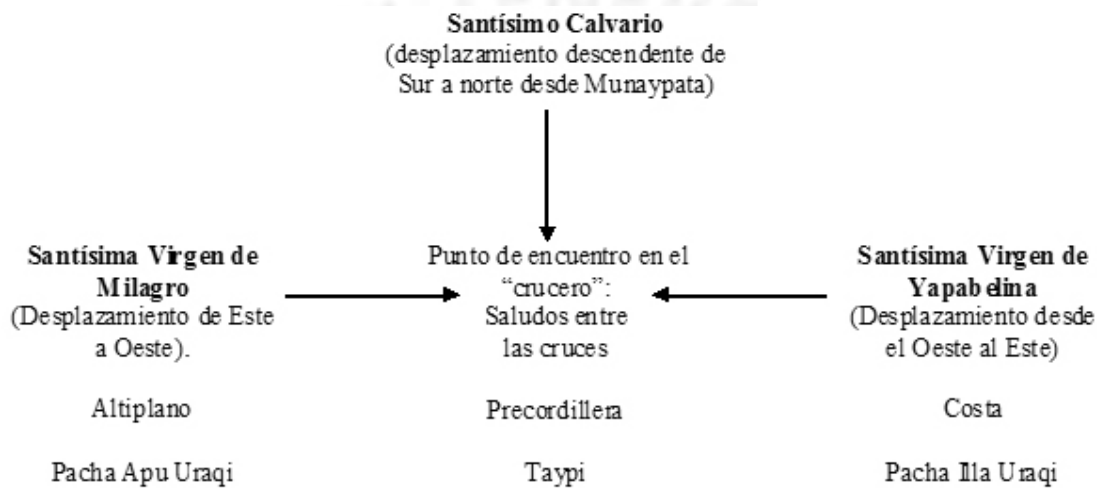 Santísimo Calvario
(desplazamiento descendente de
Sur a norte desde Munaypata)
Santísima Virgen de
Milagro
(Desplazamiento de Este
a Oeste).
Altiplano
Pacha Apu Uraqi
Punto de encuentro en el
“crucero”:
Saludos entre
las cruces
Precordillera
Taypi
Santísima Virgen de
Yapabelina
(Desplazamiento desde
el Oeste al Este)
Costa
Pacha Illa Uraqi